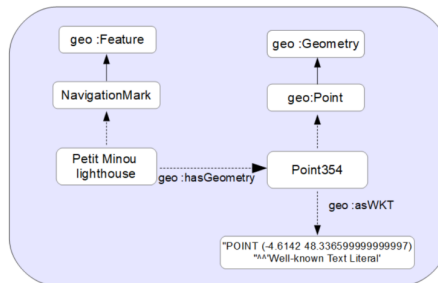 geo :Feature
geo :Geometry
NavigationMark
geo:Point
Petit Minou
lighthouse
geo :hasGeometry
Point354
geo :asWKT
"POINT (-4.6142 48.336599999999997)
"^^'Well-known Text Literal'